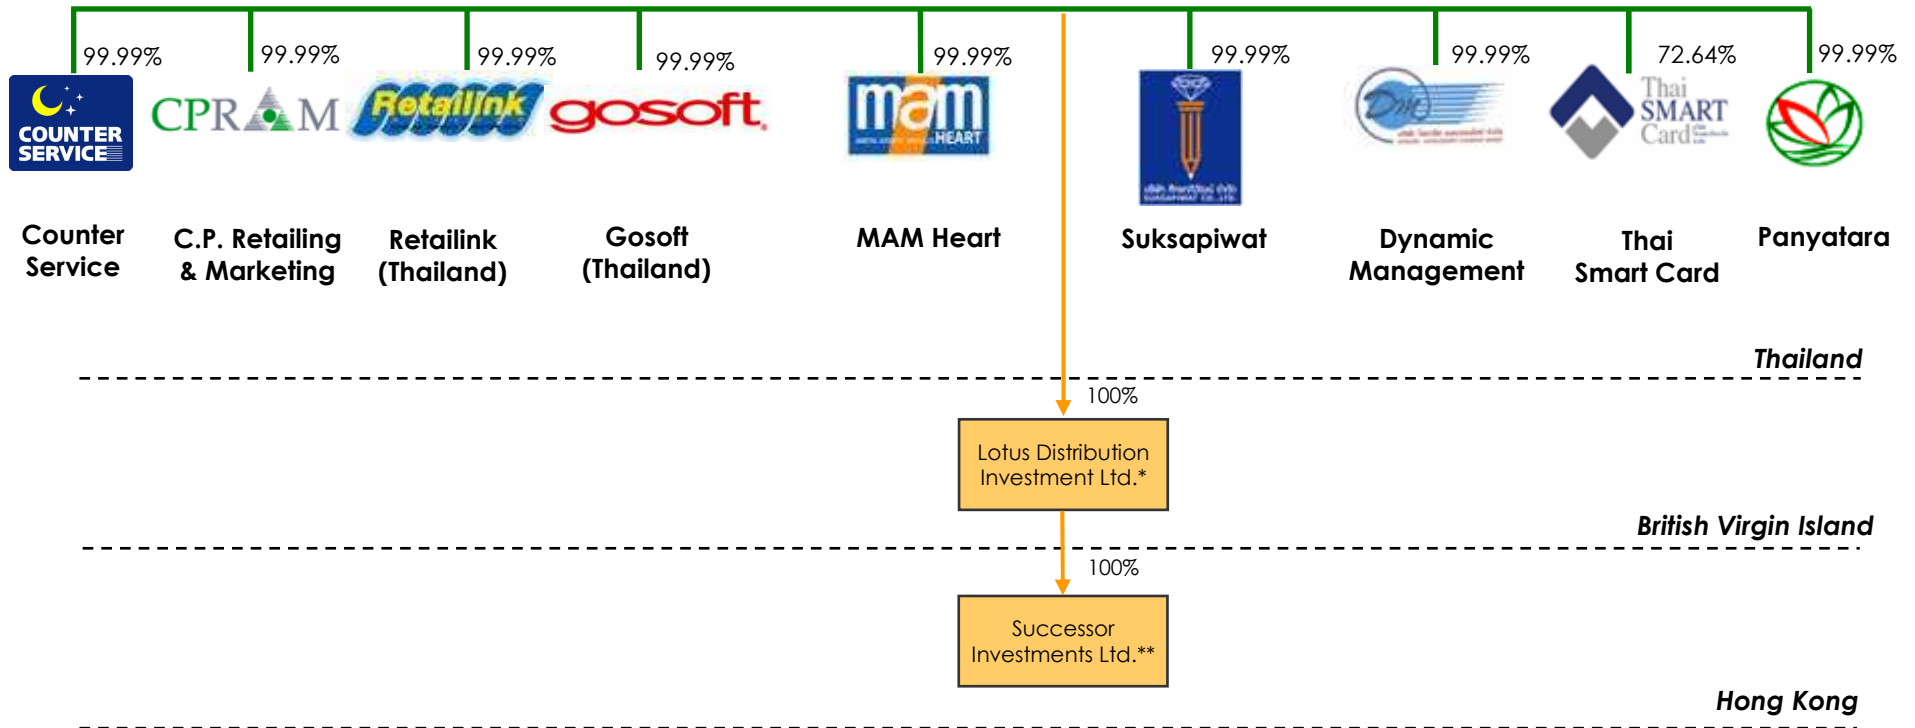 99.99%
99.99%
99.99%
99.99%
99.99%
99.99%
99.99%
72.64%
99.99%
COUNTER
SERVICE
CPRAM
Retailink
gosoft
mam
HEART
Dm
Thai
SMART
Card
Counter
Service
C.P. Retailing
& Marketing
Retailink
(Thailand)
Gosoft
(Thailand)
MAM Heart
Suksapiwat
Dynamic
Management
Thai
Smart Card
Panyatara
Thailand
100%
Lotus Distribution
Investment Ltd.*
British Virgin Island
100%
Successor
Investments Ltd.**
Hong Kong